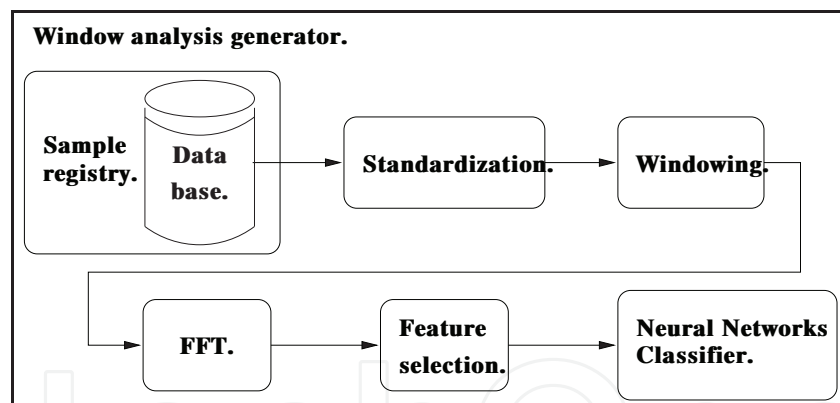 Window analysis generator.
Sample
registry.
Data
base.
Standardization.
Windowing.
FFT.
Feature
selection.
Neural Networks
Classifier.